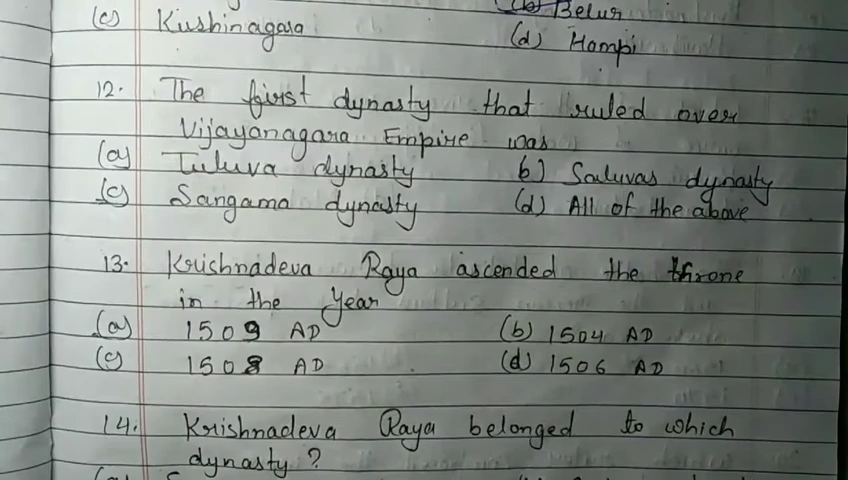 (c) Kushinagara
(b) Belur
(d) Hampi
12. The first dynasty that ruled over
Vijayanagara Empire was
(a) Tuluva dynasty b) Saluvas dynasty
(c) Sangama dynasty (d) All of the above
13. Krishnadeva Raya ascended the throne
in the year
(a) 1509 AD (b) 1504 AD
(c) 1508 AD (d) 1506 AD
14. Krishnadeva Raya belonged to which
dynasty ?